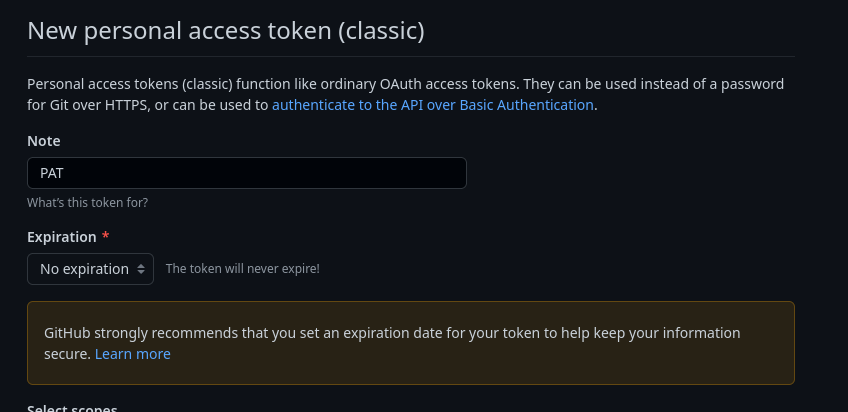 New personal access token (classic)
Personal access tokens (classic) function like ordinary OAuth access tokens. They can be used instead of a password
for Git over HTTPS, or can be used to authenticate to the API over Basic Authentication.
Note
PAT
What's this token for?
Expiration *
No expiration The token will never expire!
GitHub strongly recommends that you set an expiration date for your token to help keep your information
secure. Learn more
Select scopes